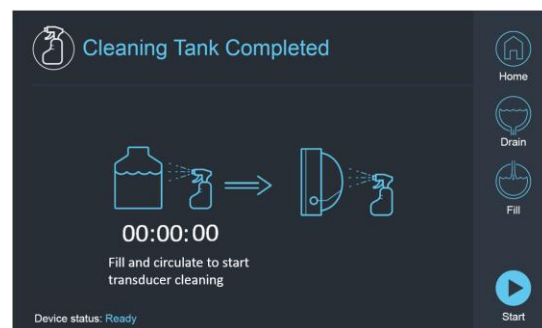 Cleaning Tank Completed
Home
Drain
Fill
00:00:00
Fill and circulate to start
transducer cleaning
Device status: Ready
Start